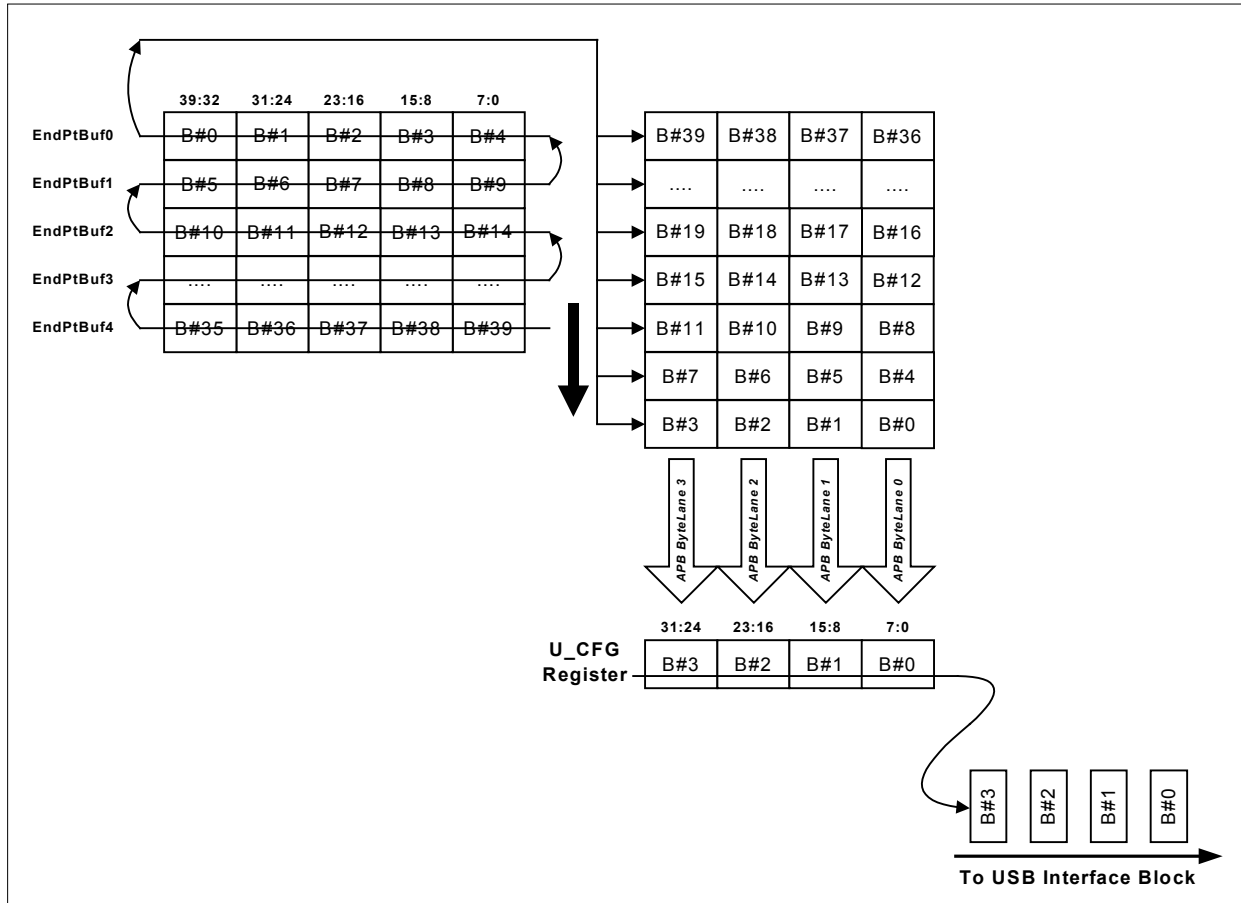 39:32 31:24 23:16 15:8 7:0
EndPtBuf0 B#0 B#1 B#2 B#3 B#4
EndPtBuf1 B#5 B#6 B#7 B#8 B#9
EndPtBuf2 B#10 B#11 B#12 B#13 B#14
EndPtBuf3 .... .... .... .... ....
EndPtBuf4 B#35 B#36 B#37 B#38 B#39
B#39 B#38 B#37 B#36
.... .... .... ....
B#19 B#18 B#17 B#16
B#15 B#14 B#13 B#12
B#11 B#10 B#9 B#8
B#7 B#6 B#5 B#4
B#3 B#2 B#1 B#0
APB ByteLane 3
APB ByteLane 2
APB ByteLane 1
APB ByteLane 0
31:24 23:16 15:8 7:0
U_CFG
Register
B#3 B#2 B#1 B#0
B#3 B#2 B#1 B#0
To USB Interface Block